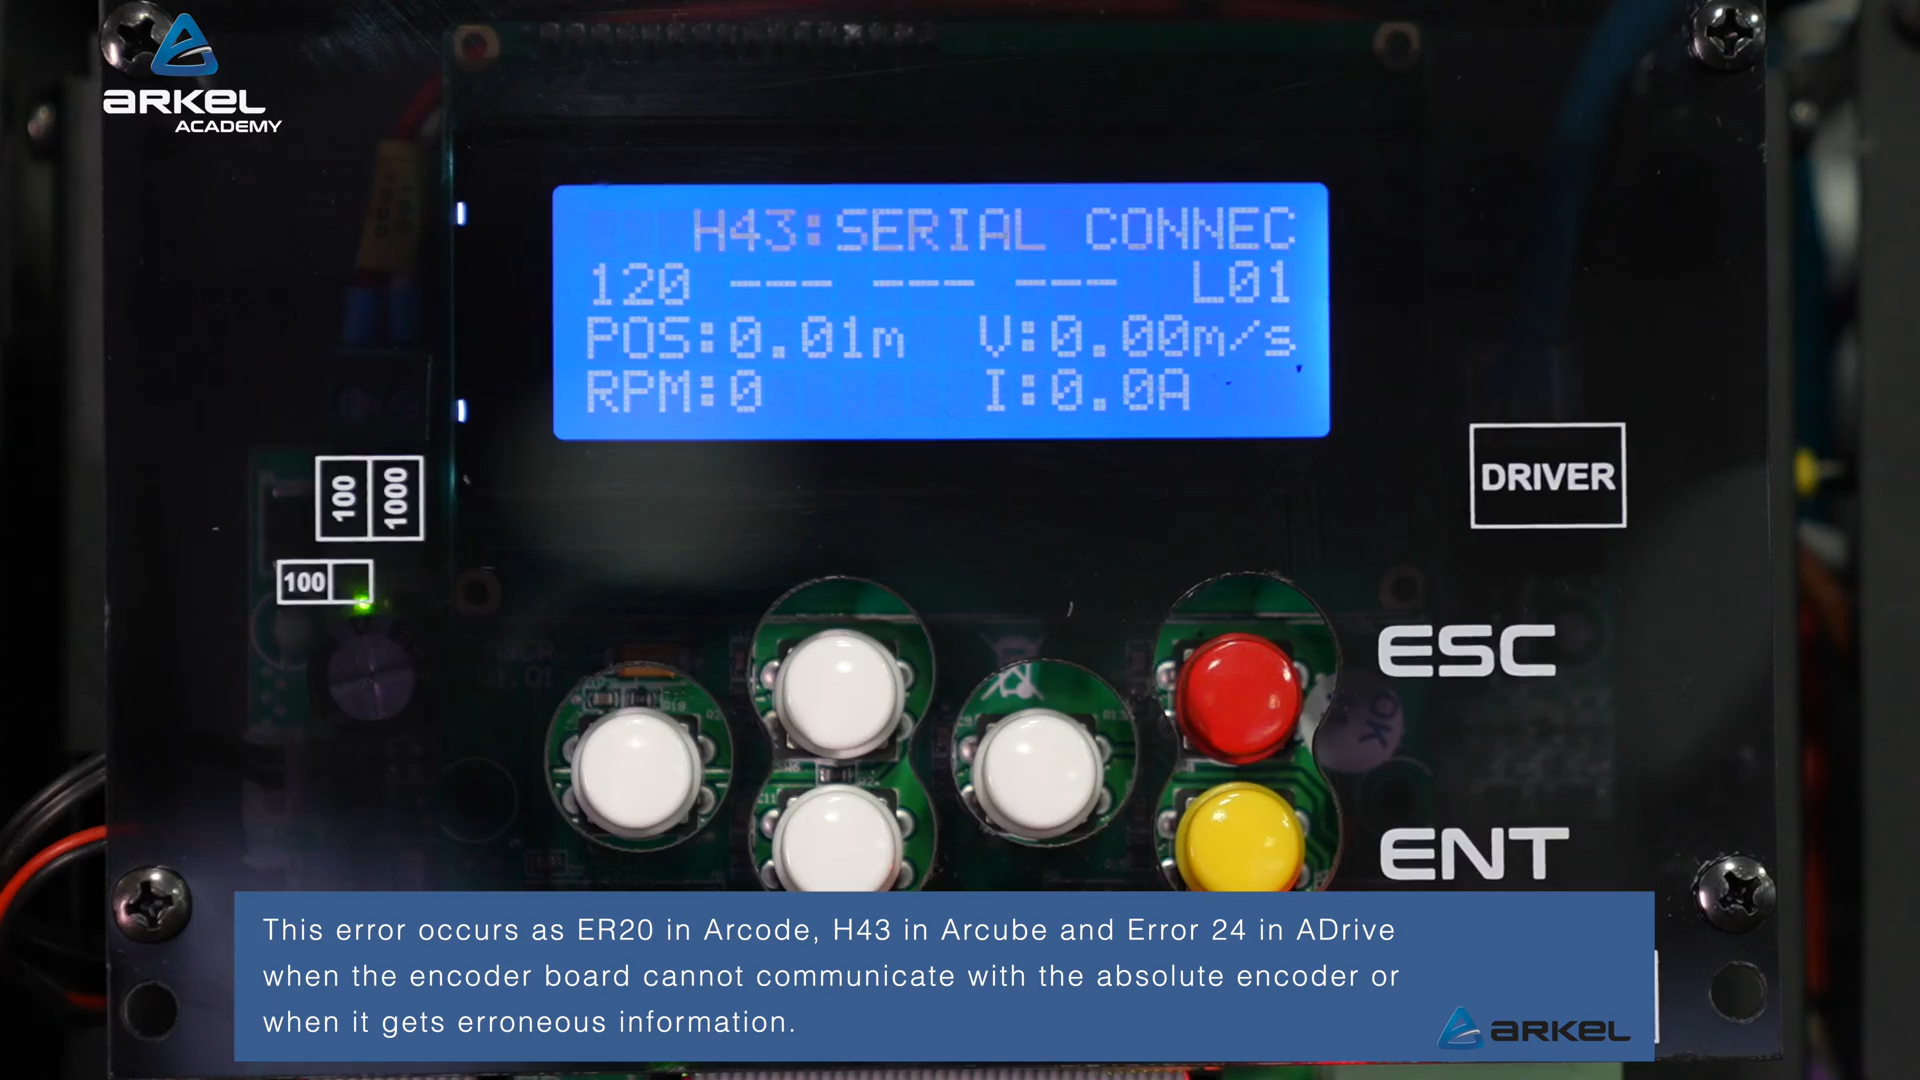 ARKEL
ACADEMY
H43:SERIAL CONNEC
120 --- --- --- L01
POS:0.01m V:0.00m/s
RPM:0 I:0.0A
100
1000
DRIVER
100
ESC
OK
ENT
This error occurs as ER20 in Arcode, H43 in Arcube and Error 24 in ADrive
when the encoder board cannot communicate with the absolute encoder or
when it gets erroneous information.
ARKEL